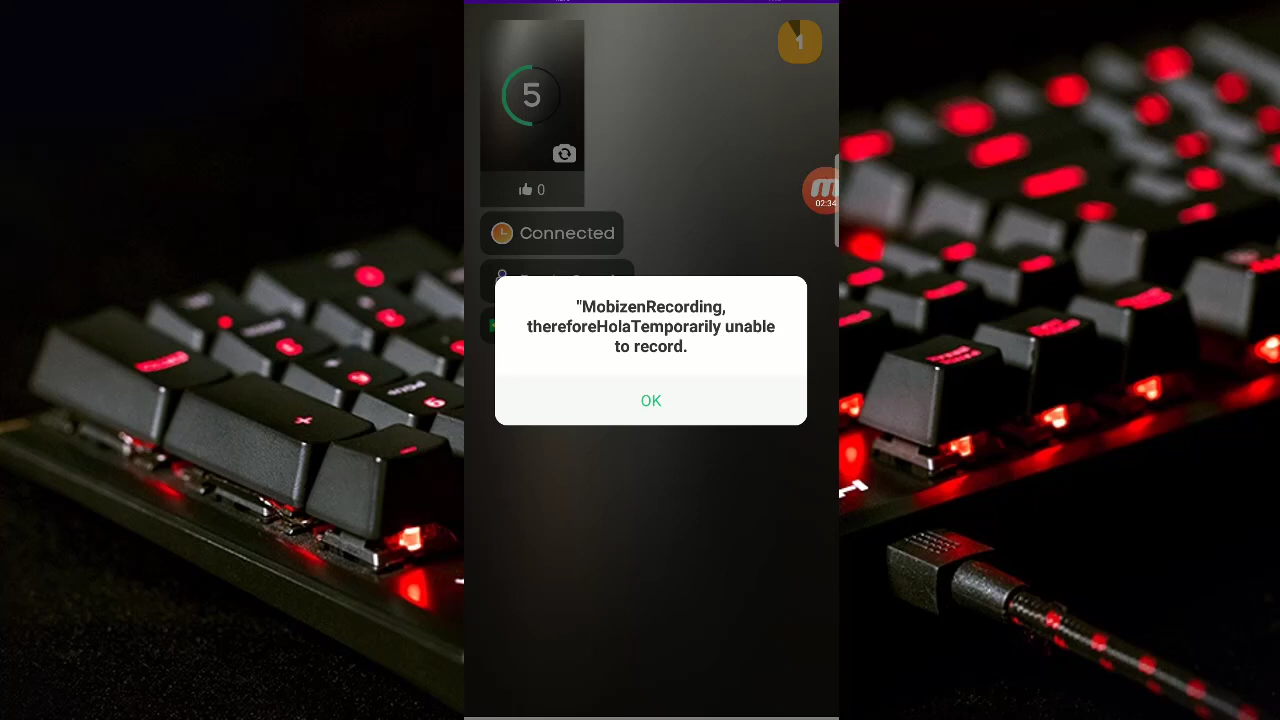 5
1
0
02:34
Connected
"MobizenRecording,
thereforeHolaTemporarily unable
to record.
OK